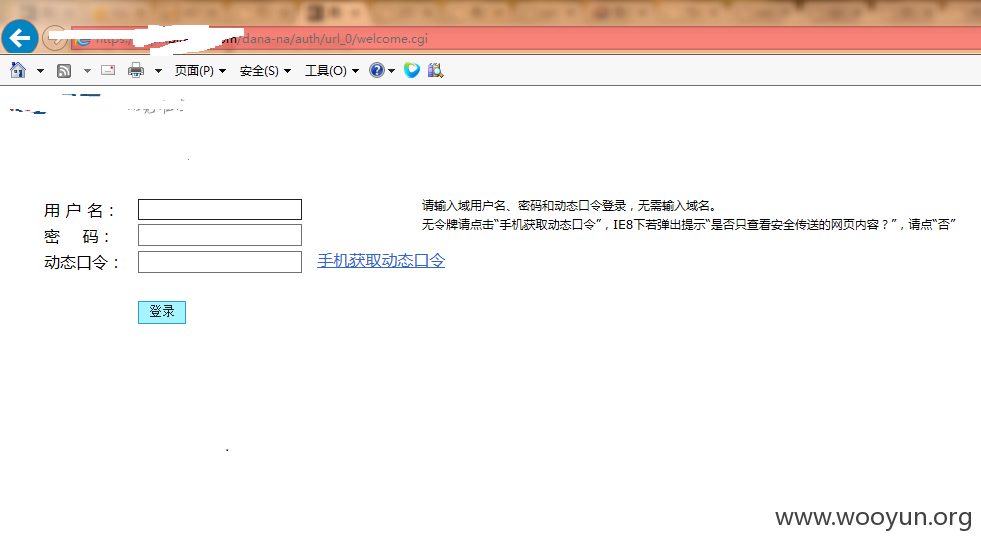 https:/
om/dana-na/auth/url_0/welcome.cgi
页面(P) 安全(S) 工具(O)
用 户 名：
请输入域用户名、密码和动态口令登录，无需输入域名。
无令牌请点击“手机获取动态口令”，IE8下若弹出提示“是否只查看安全传送的网页内容？”，请点“否”
密 码：
动态口令：
手机获取动态口令
登录
www.wooyun.org